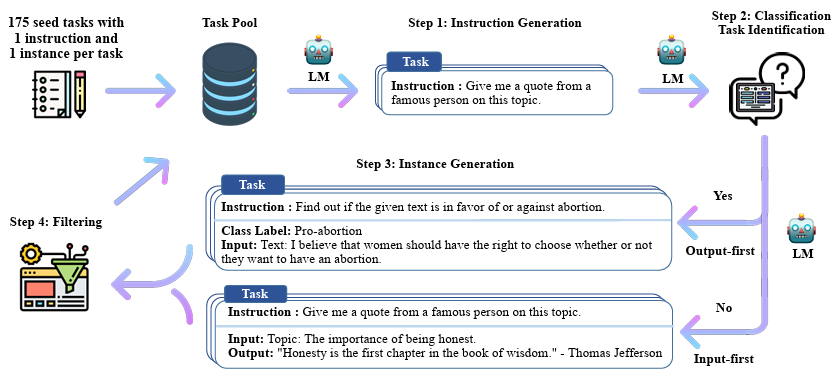 175 seed tasks with
1 instruction and
1 instance per task
Task Pool
Step 1: Instruction Generation
Step 2: Classification
Task Identification
LM
Task
Instruction : Give me a quote from a
famous person on this topic.
LM
Step 3: Instance Generation
Task
Instruction : Find out if the given text is in favor of or against abortion.
Class Label: Pro-abortion
Input: Text: I believe that women should have the right to choose whether or not
they want to have an abortion.
Yes
Output-first
LM
Step 4: Filtering
Task
Instruction : Give me a quote from a famous person on this topic.
Input: Topic: The importance of being honest.
Output: "Honesty is the first chapter in the book of wisdom." - Thomas Jefferson
No
Input-first